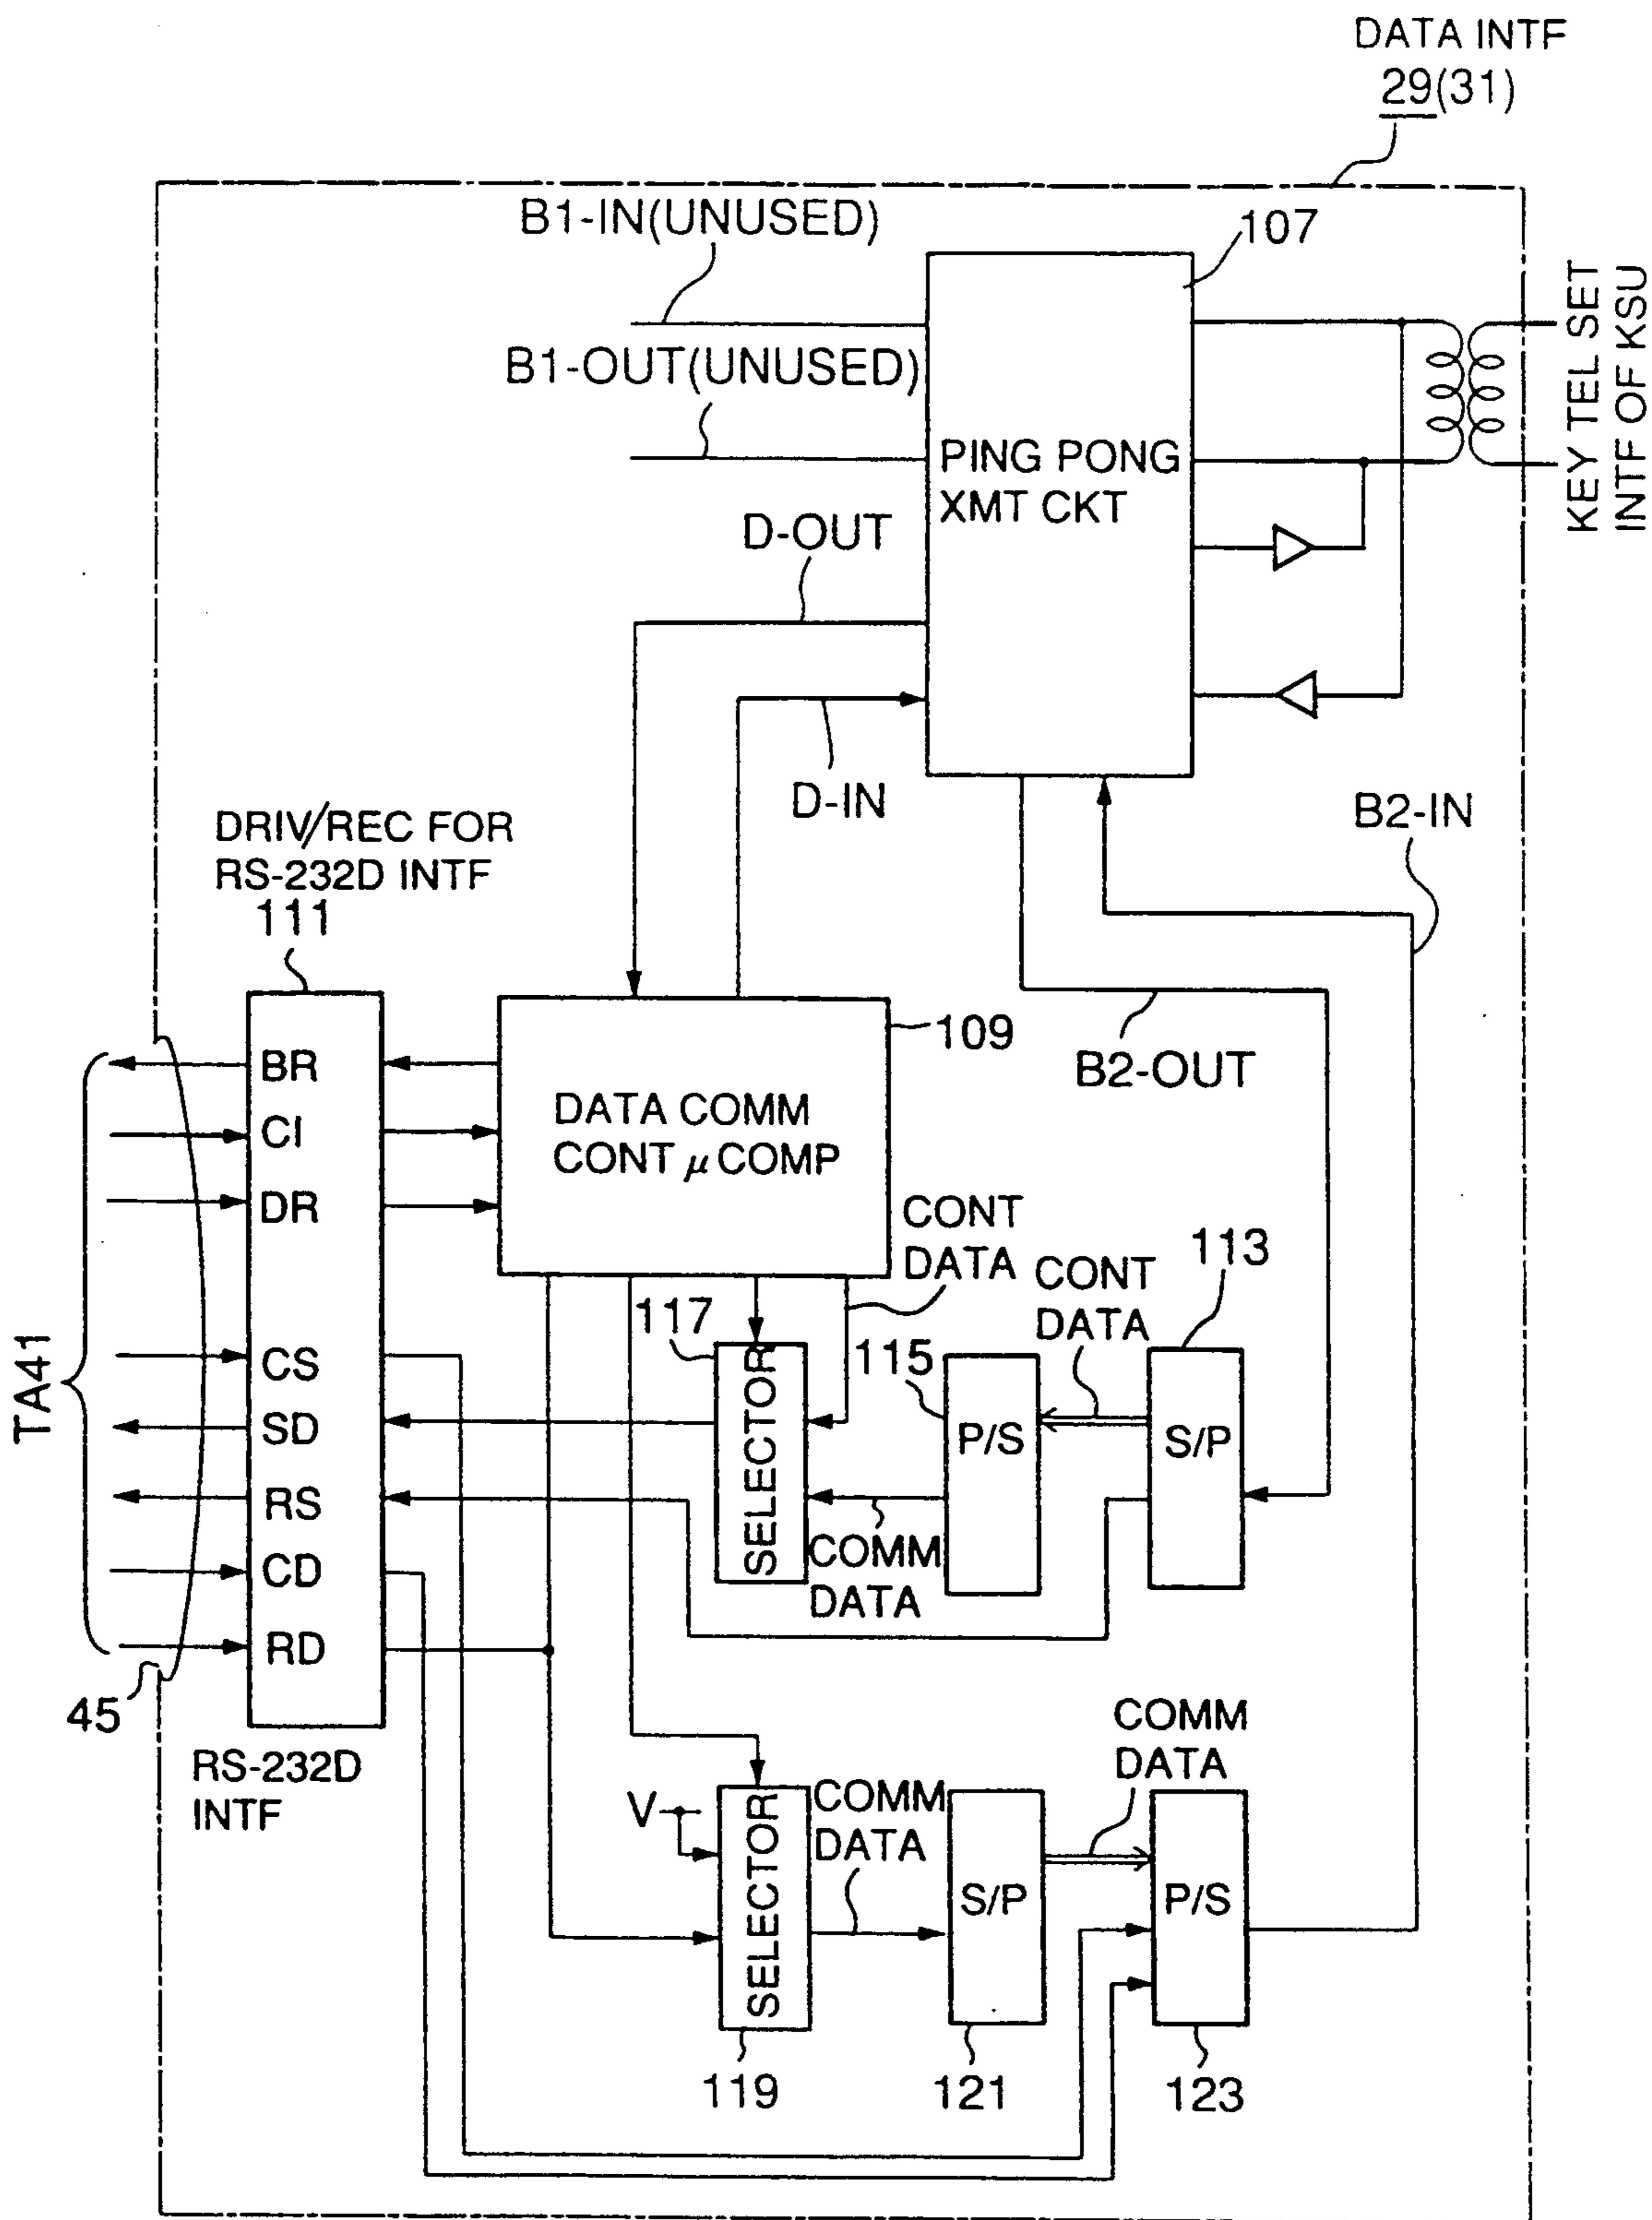 DATA INTF
29(31)
B1-IN(UNUSED)
107
B1-OUT(UNUSED)
KEY TEL SET
INTF OF KSU
PING PONG
XMT CKT
D-OUT
D-IN
B2-IN
DRIV/REC FOR
RS-232D INTF
111
109
B2-OUT
BR
CI
DR
CS
SD
RS
CD
RD
DATA COMM
CONT μ COMP
CONT
DATA
CONT
DATA
113
117
115
TA41
SELECTOR
P/S
S/P
COMM
DATA
45
RS-232D
INTF
COMM
DATA
V
COMM
DATA
SELECTOR
S/P
P/S
119
121
123